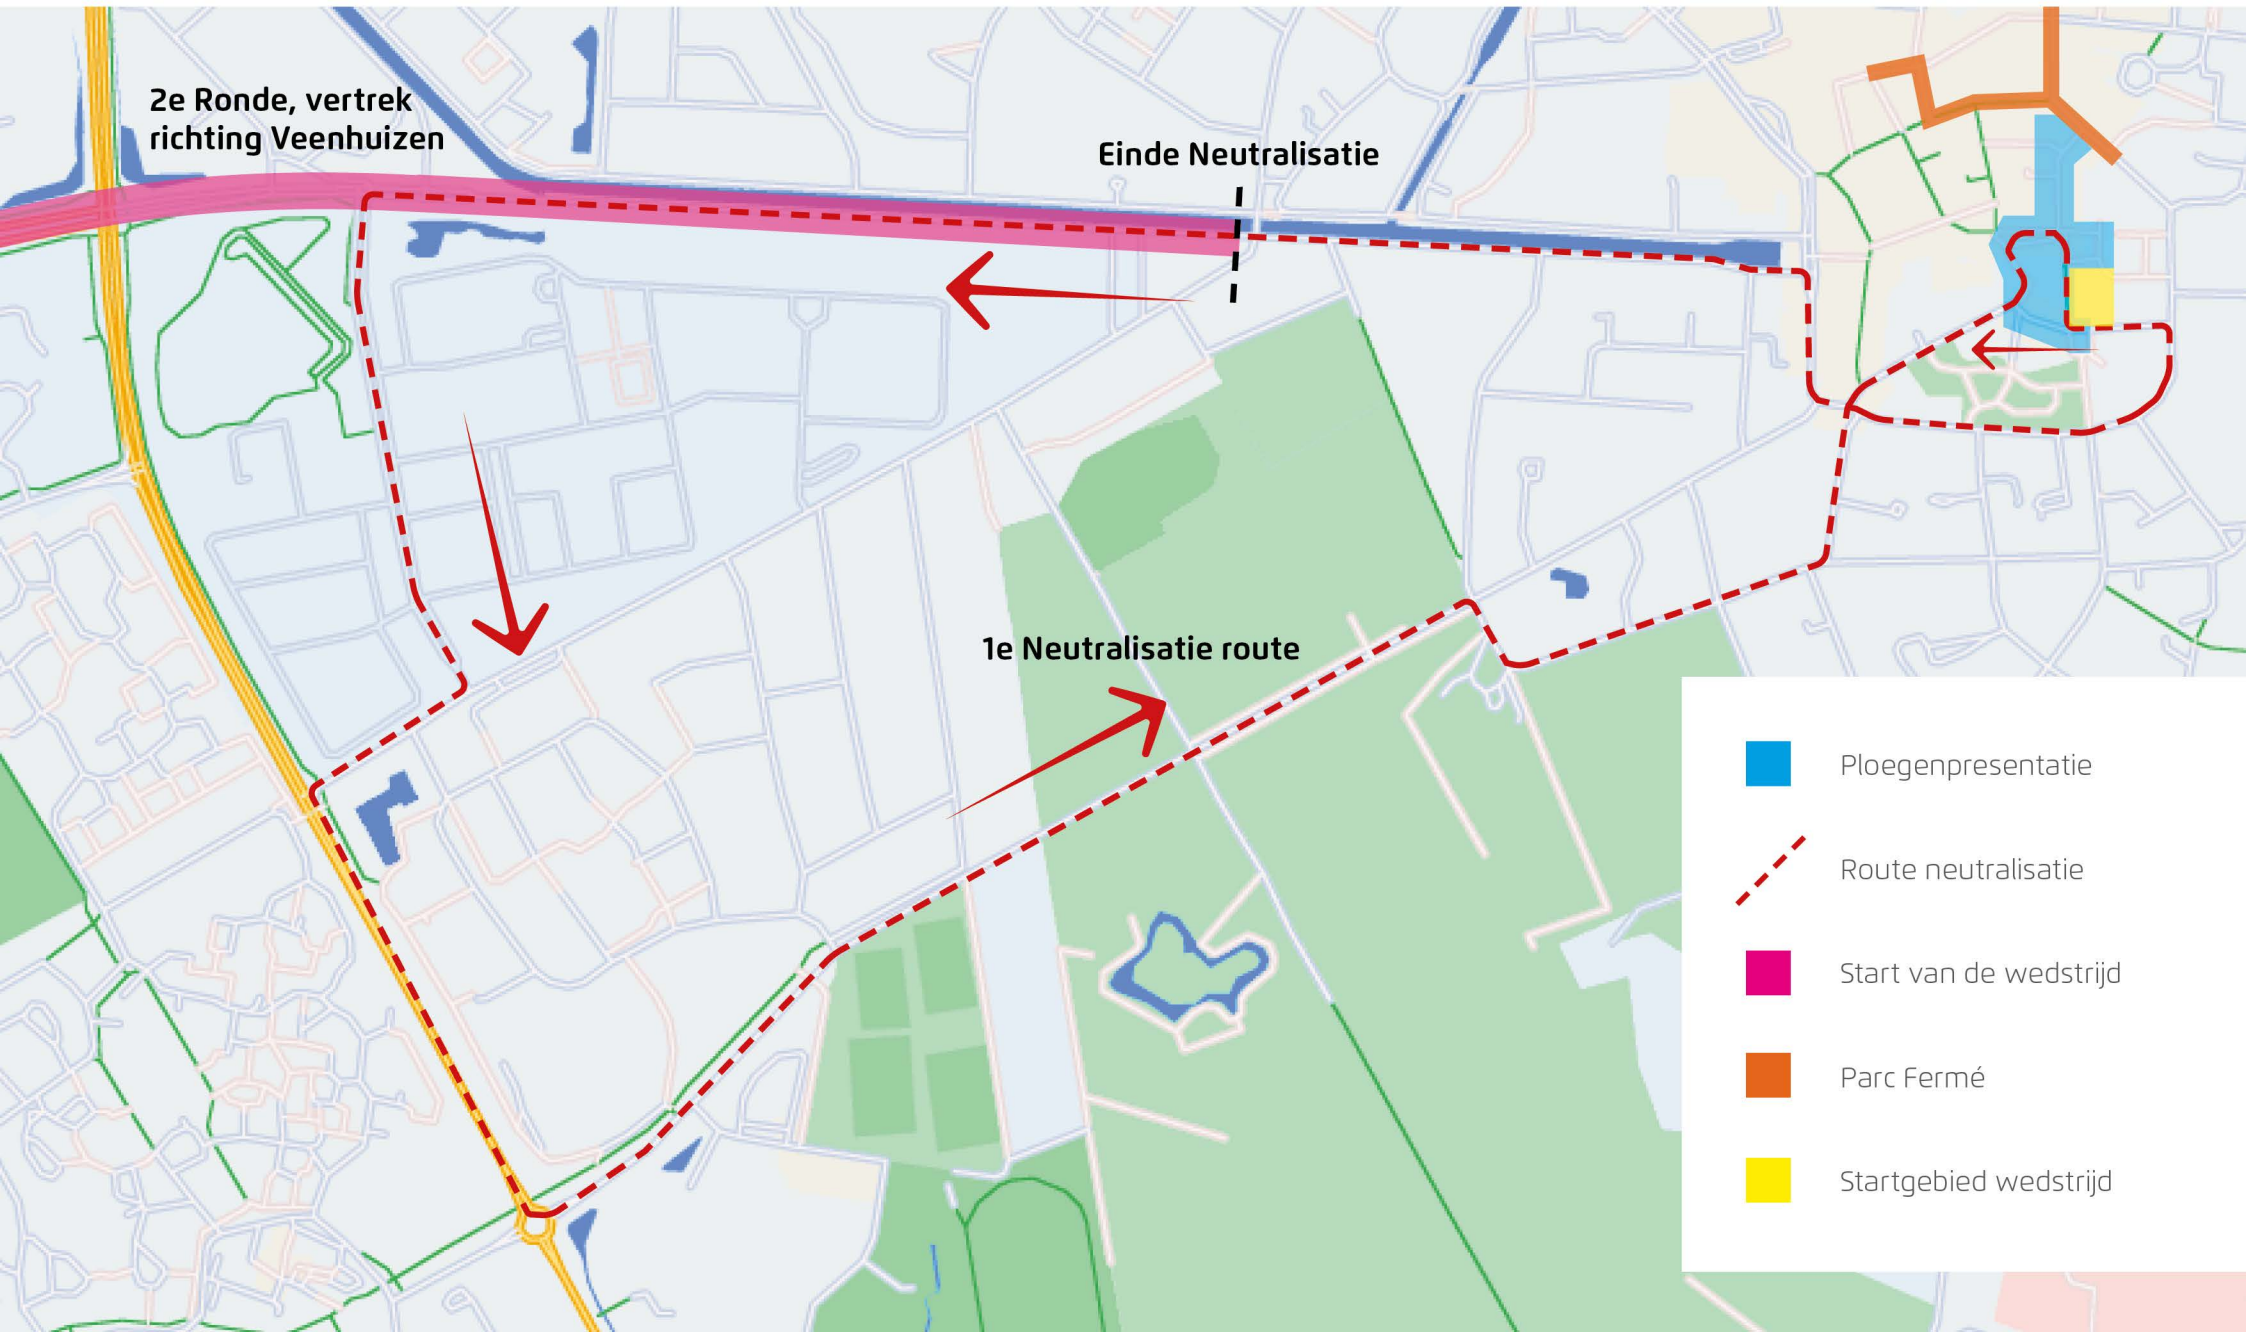 2e Ronde, vertrek
richting Veenhuizen
Einde Neutralisatie
1e Neutralisatie route
Ploegenpresentatie
Route neutralisatie
Start van de wedstrijd
Parc Fermé
Startgebied wedstrijd